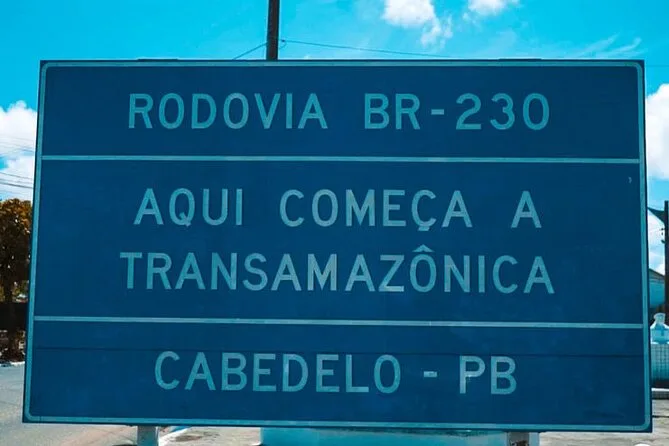 RODOVIA BR-230
AQUI COMEÇA A
TRANSAMAZÔNICA
CABEDELO - PB